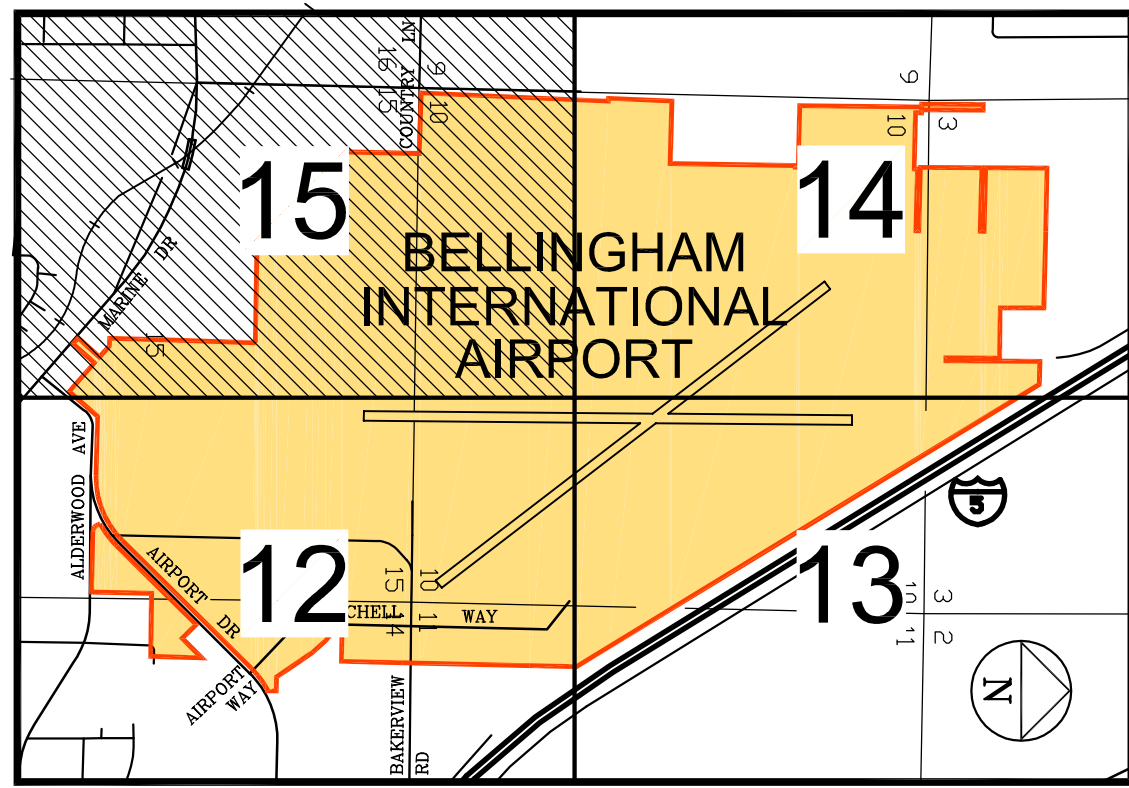 COUNTRY LN
16
9
15
10
9
10
3
15
14
BELLINGHAM
INTERNATIONAL
AIRPORT
MARINE DR
15
ALDERWOOD AVE
5
AIRPORT DR
12
13
15
10
14
11
CHELL WAY
10
3
11
2
AIRPORT
WAY
BAKERVIEW
RD
N